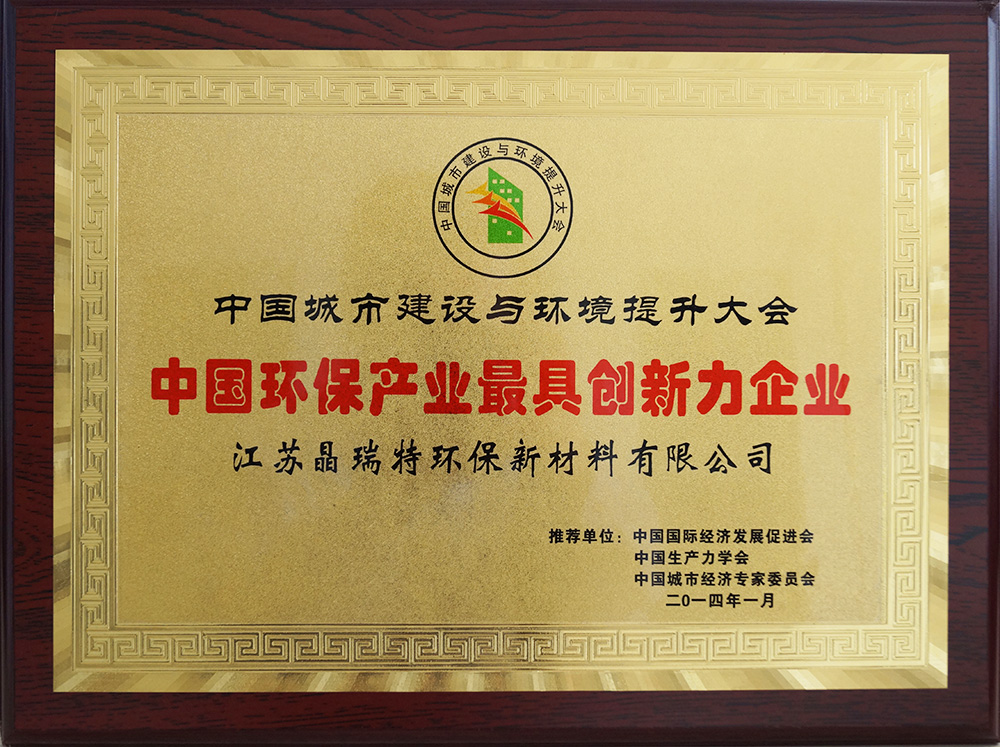 中国城市建设与环境提升大会
中国城市建设与环境提升大会
中国环保产业最具创新力企业
江苏晶瑞特环保新材料有限公司
推荐单位：中国国际经济发展促进会
中国生产力学会
中国城市经济专家委员会
二0一四年一月